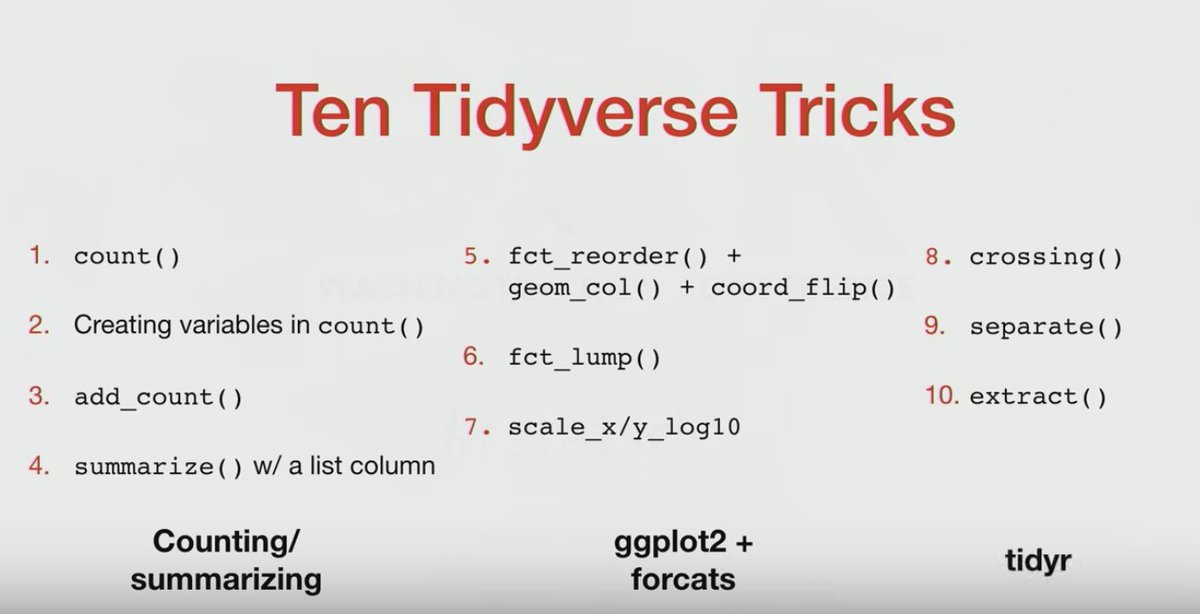 Ten Tidyverse Tricks
1. count()
2. Creating variables in count()
3. add_count()
4. summarize() w/ a list column
Counting/
summarizing
5. fct_reorder() +
geom_col() + coord_flip()
6. fct_lump()
7. scale_x/y_log10
ggplot2 +
forcats
8. crossing()
9. separate()
10. extract()
tidyr